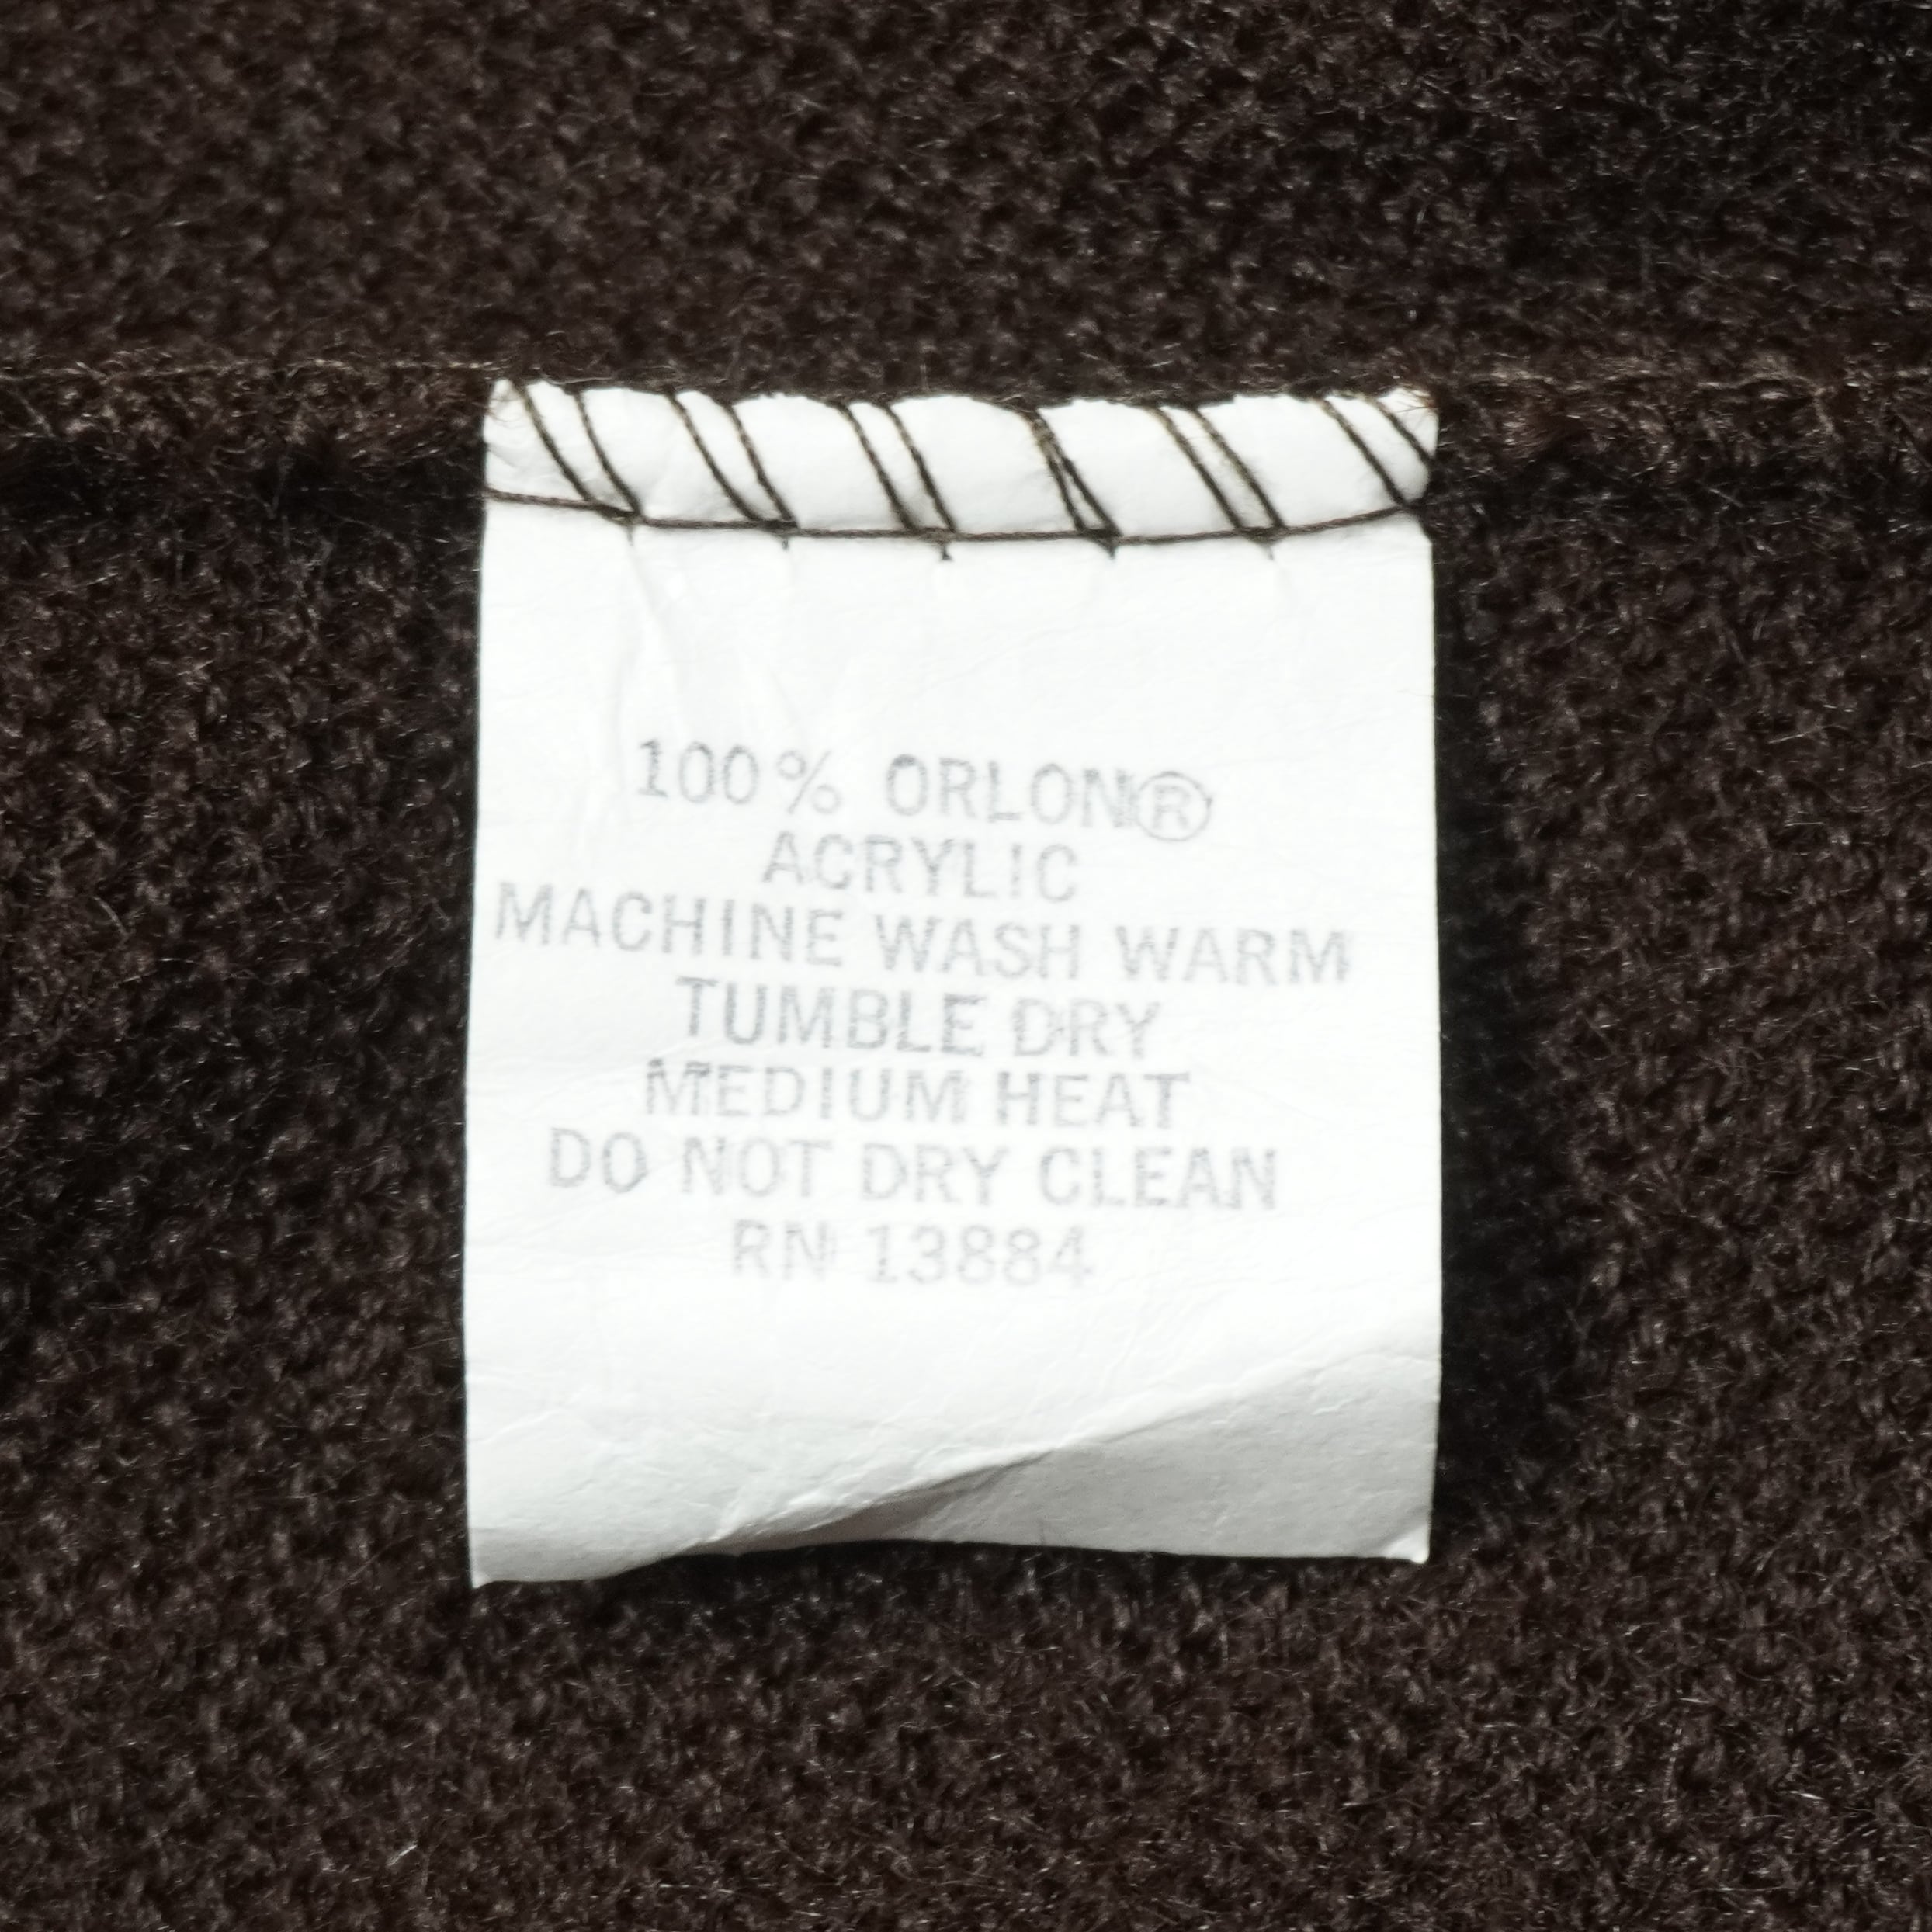 100% ORLON®
ACRYLIC
MACHINE WASH WARM
TUMBLE DRY
MEDIUM HEAT
DO NOT DRY CLEAN
RN 13884